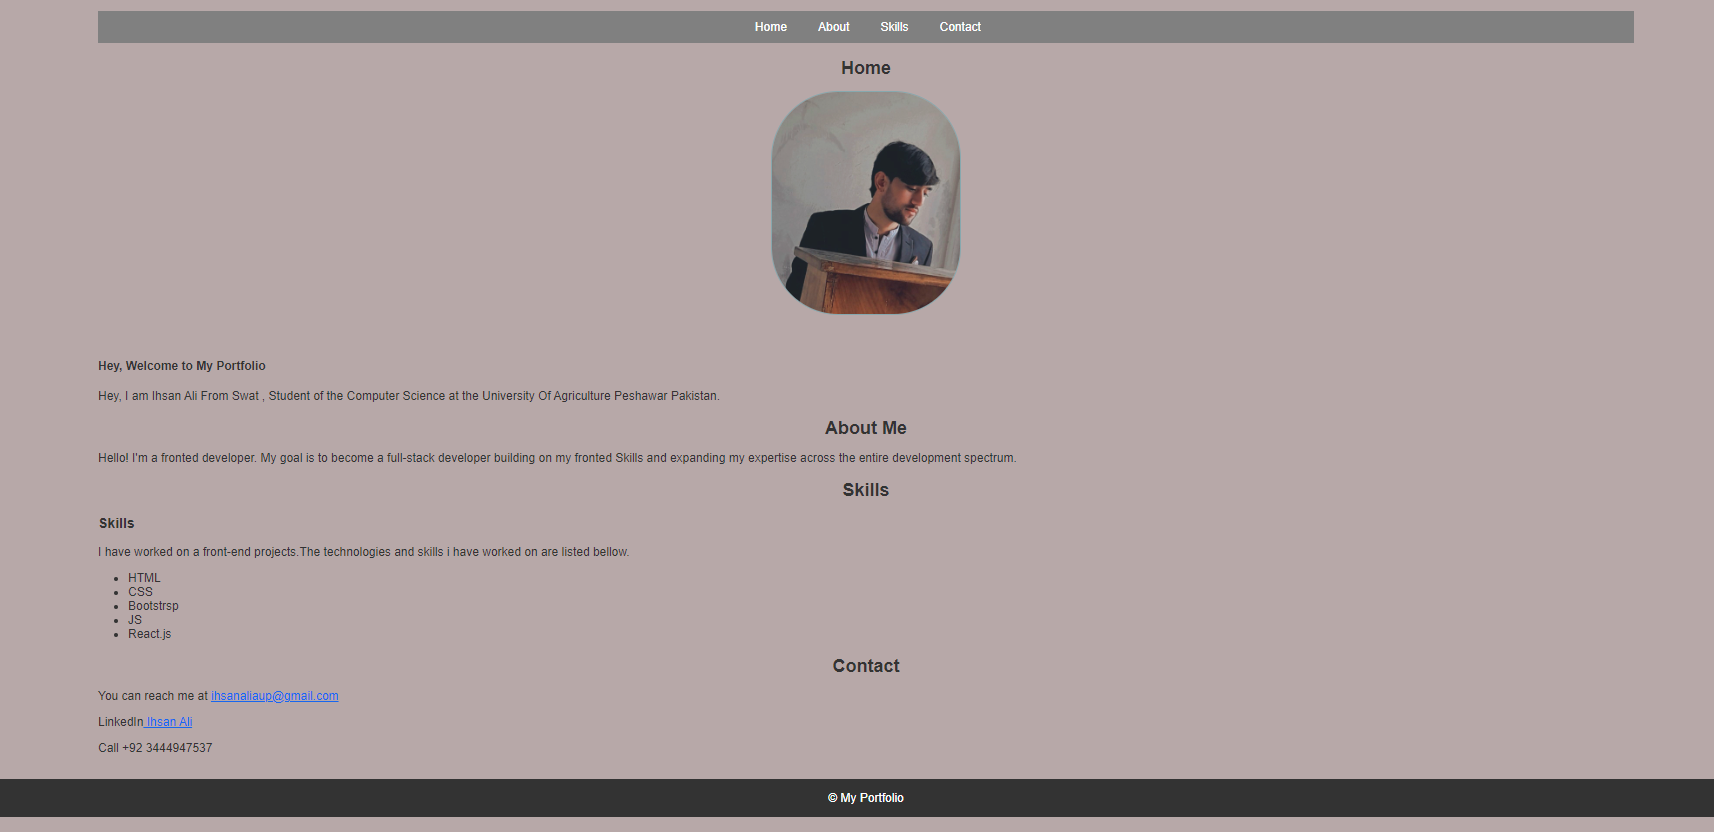 Home About Skills Contact
Home
Hey, Welcome to My Portfolio
Hey, I am Ihsan Ali From Swat , Student of the Computer Science at the University Of Agriculture Peshawar Pakistan.
About Me
Hello! I'm a fronted developer. My goal is to become a full-stack developer building on my fronted Skills and expanding my expertise across the entire development spectrum.
Skills
Skills
I have worked on a front-end projects.The technologies and skills i have worked on are listed bellow.
• HTML
• CSS
• Bootstrsp
• JS
• React.js
Contact
You can reach me at ihsanaliaup@gmail.com
LinkedIn Ihsan Ali
Call +92 3444947537
© My Portfolio